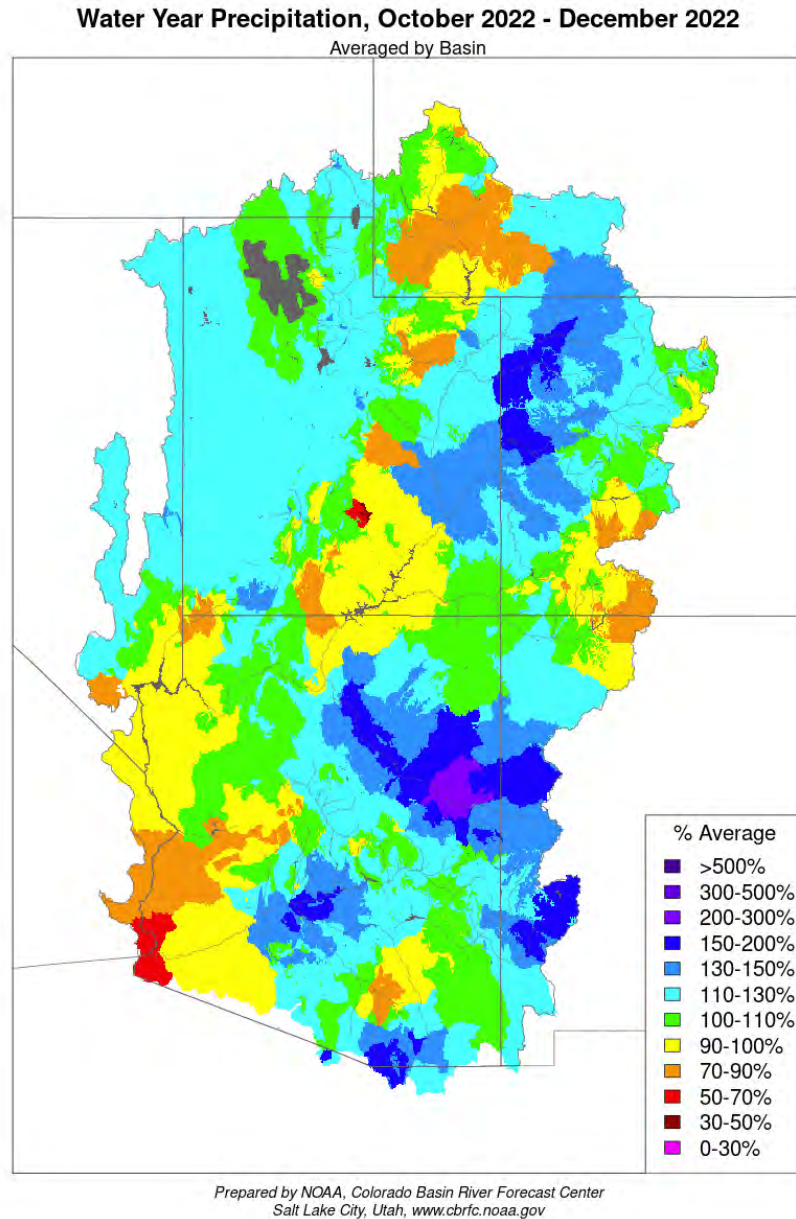 Water Year Precipitation, October 2022 - December 2022
Averaged by Basin
% Average
>500%
300-500%
200-300%
150-200%
130-150%
110-130%
100-110%
90-100%
70-90%
50-70%
30-50%
0-30%
Prepared by NOAA, Colorado Basin River Forecast Center
Salt Lake City, Utah, www.cbrfc.noaa.gov